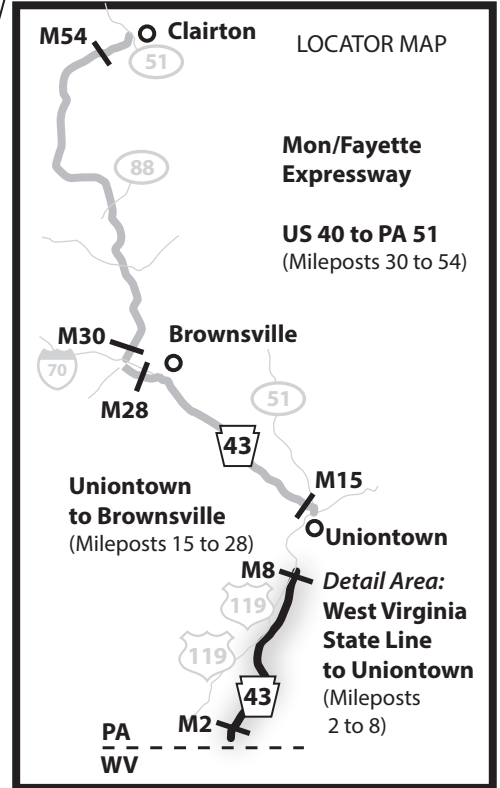 M54
Clairton
LOCATOR MAP
51
Mon/Fayette
Expressway
88
US 40 to PA 51
(Mileposts 30 to 54)
M30
Brownsville
70
M28
51
43
M15
Uniontown
to Brownsville
(Mileposts 15 to 28)
Uniontown
M8
Detail Area:
West Virginia
State Line
to Uniontown
(Mileposts
2 to 8)
119
119
43
M2
PA
WV